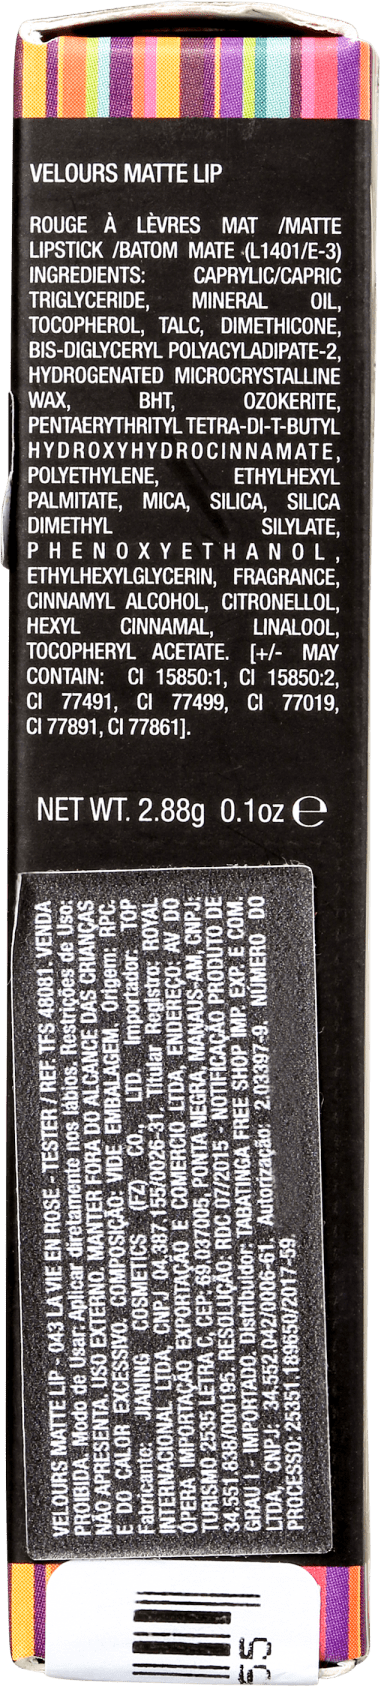 VELOURS MATTE LIP
ROUGE À LÈVRES MAT /MATTE
LIPSTICK /BATOM MATE (L1401/E-3)
INGREDIENTS: CAPRYLIC/CAPRIC
TRIGLYCERIDE, MINERAL OIL,
TOCOPHEROL, TALC, DIMETHICONE,
BIS-DIGLYCERYL POLYACYLADIPATE-2,
HYDROGENATED MICROCRYSTALLINE
WAX, BHT, OZOKERITE,
PENTAERYTHRITYL TETRA-DI-T-BUTYL
HYDROXYHYDROCINNAMATE,
POLYETHYLENE, ETHYLHEXYL
PALMITATE, MICA, SILICA, SILICA
DIMETHYL SILYLATE,
PHENOXYETHANOL,
ETHYLHEXYLGLYCERIN, FRAGRANCE,
CINNAMYL ALCOHOL, CITRONELLOL,
HEXYL CINNAMAL, LINALOOL,
TOCOPHERYL ACETATE. [+/- MAY
CONTAIN: CI 15850:1, CI 15850:2,
CI 77491, CI 77499, CI 77019,
CI 77891, CI 77861].
NET WT. 2.88g 0.1oz ℮
VELOURS MATTE LIP - 043 LA VIE EN ROSE - TESTER / REF. TFS 48081. VENDA
PROIBIDA. Modo de Usar: Aplicar diretamente nos lábios. Restrições de Uso:
NÃO APRESENTA. USO EXTERNO. MANTER FORA DO ALCANCE DAS CRIANÇAS
E DO CALOR EXCESSIVO. COMPOSIÇÃO: VIDE EMBALAGEM. Origem: RPC.
Fabricante: JIANING COSMETICS (FZ) CO., LTD. Importador: TOP
INTERNACIONAL LTDA, CNPJ 04.387.155/0026-31. Titular Registro: ROYAL
ÓPERA IMPORTAÇÃO EXPORTAÇÃO E COMERCIO LTDA, ENDEREÇO: AV DO
TURISMO 2535 LETRA C, CEP: 69.037005, PONTA NEGRA, MANAUS-AM, CNPJ:
34.551.838/000195. RESOLUÇÃO: RDC 07/2015 - NOTIFICAÇÃO PRODUTO DE
GRAU I - IMPORTADO. Distribuidor: TABATINGA FREE SHOP IMP. EXP. E COM.
LTDA, CNPJ: 34.552.042/0006-61. Autorização: 2.03397-9. NÚMERO DO
PROCESSO: 25351.189650/2017-59.